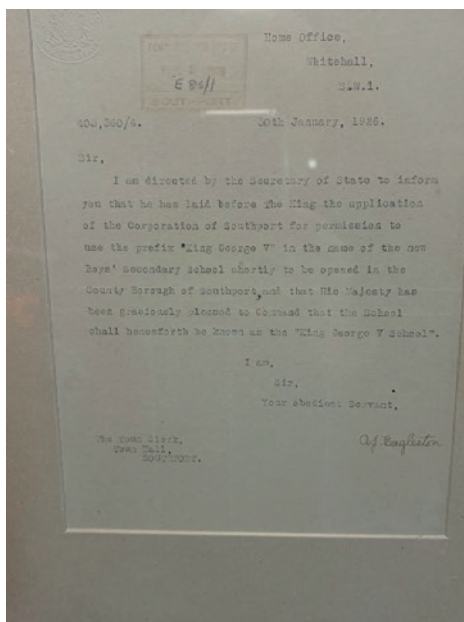 Home Office,
Whitehall,
S.W.1.
E 85/1
30th January, 1926.
Sir,
I am directed by the Secretary of State to inform
you that he has laid before The King the application
of the Corporation of Southport for permission to
use the prefix "King George V" in the name of the new
Boys' Secondary School shortly to be opened in the
County Borough of Southport, and that His Majesty has
been graciously pleased to Command that the School
shall henceforth be known as the "King George V School".
I am,
Sir,
Your obedient Servant,
The Town Clerk,
Town Hall,
SOUTHPORT.
A.J. Eagleston